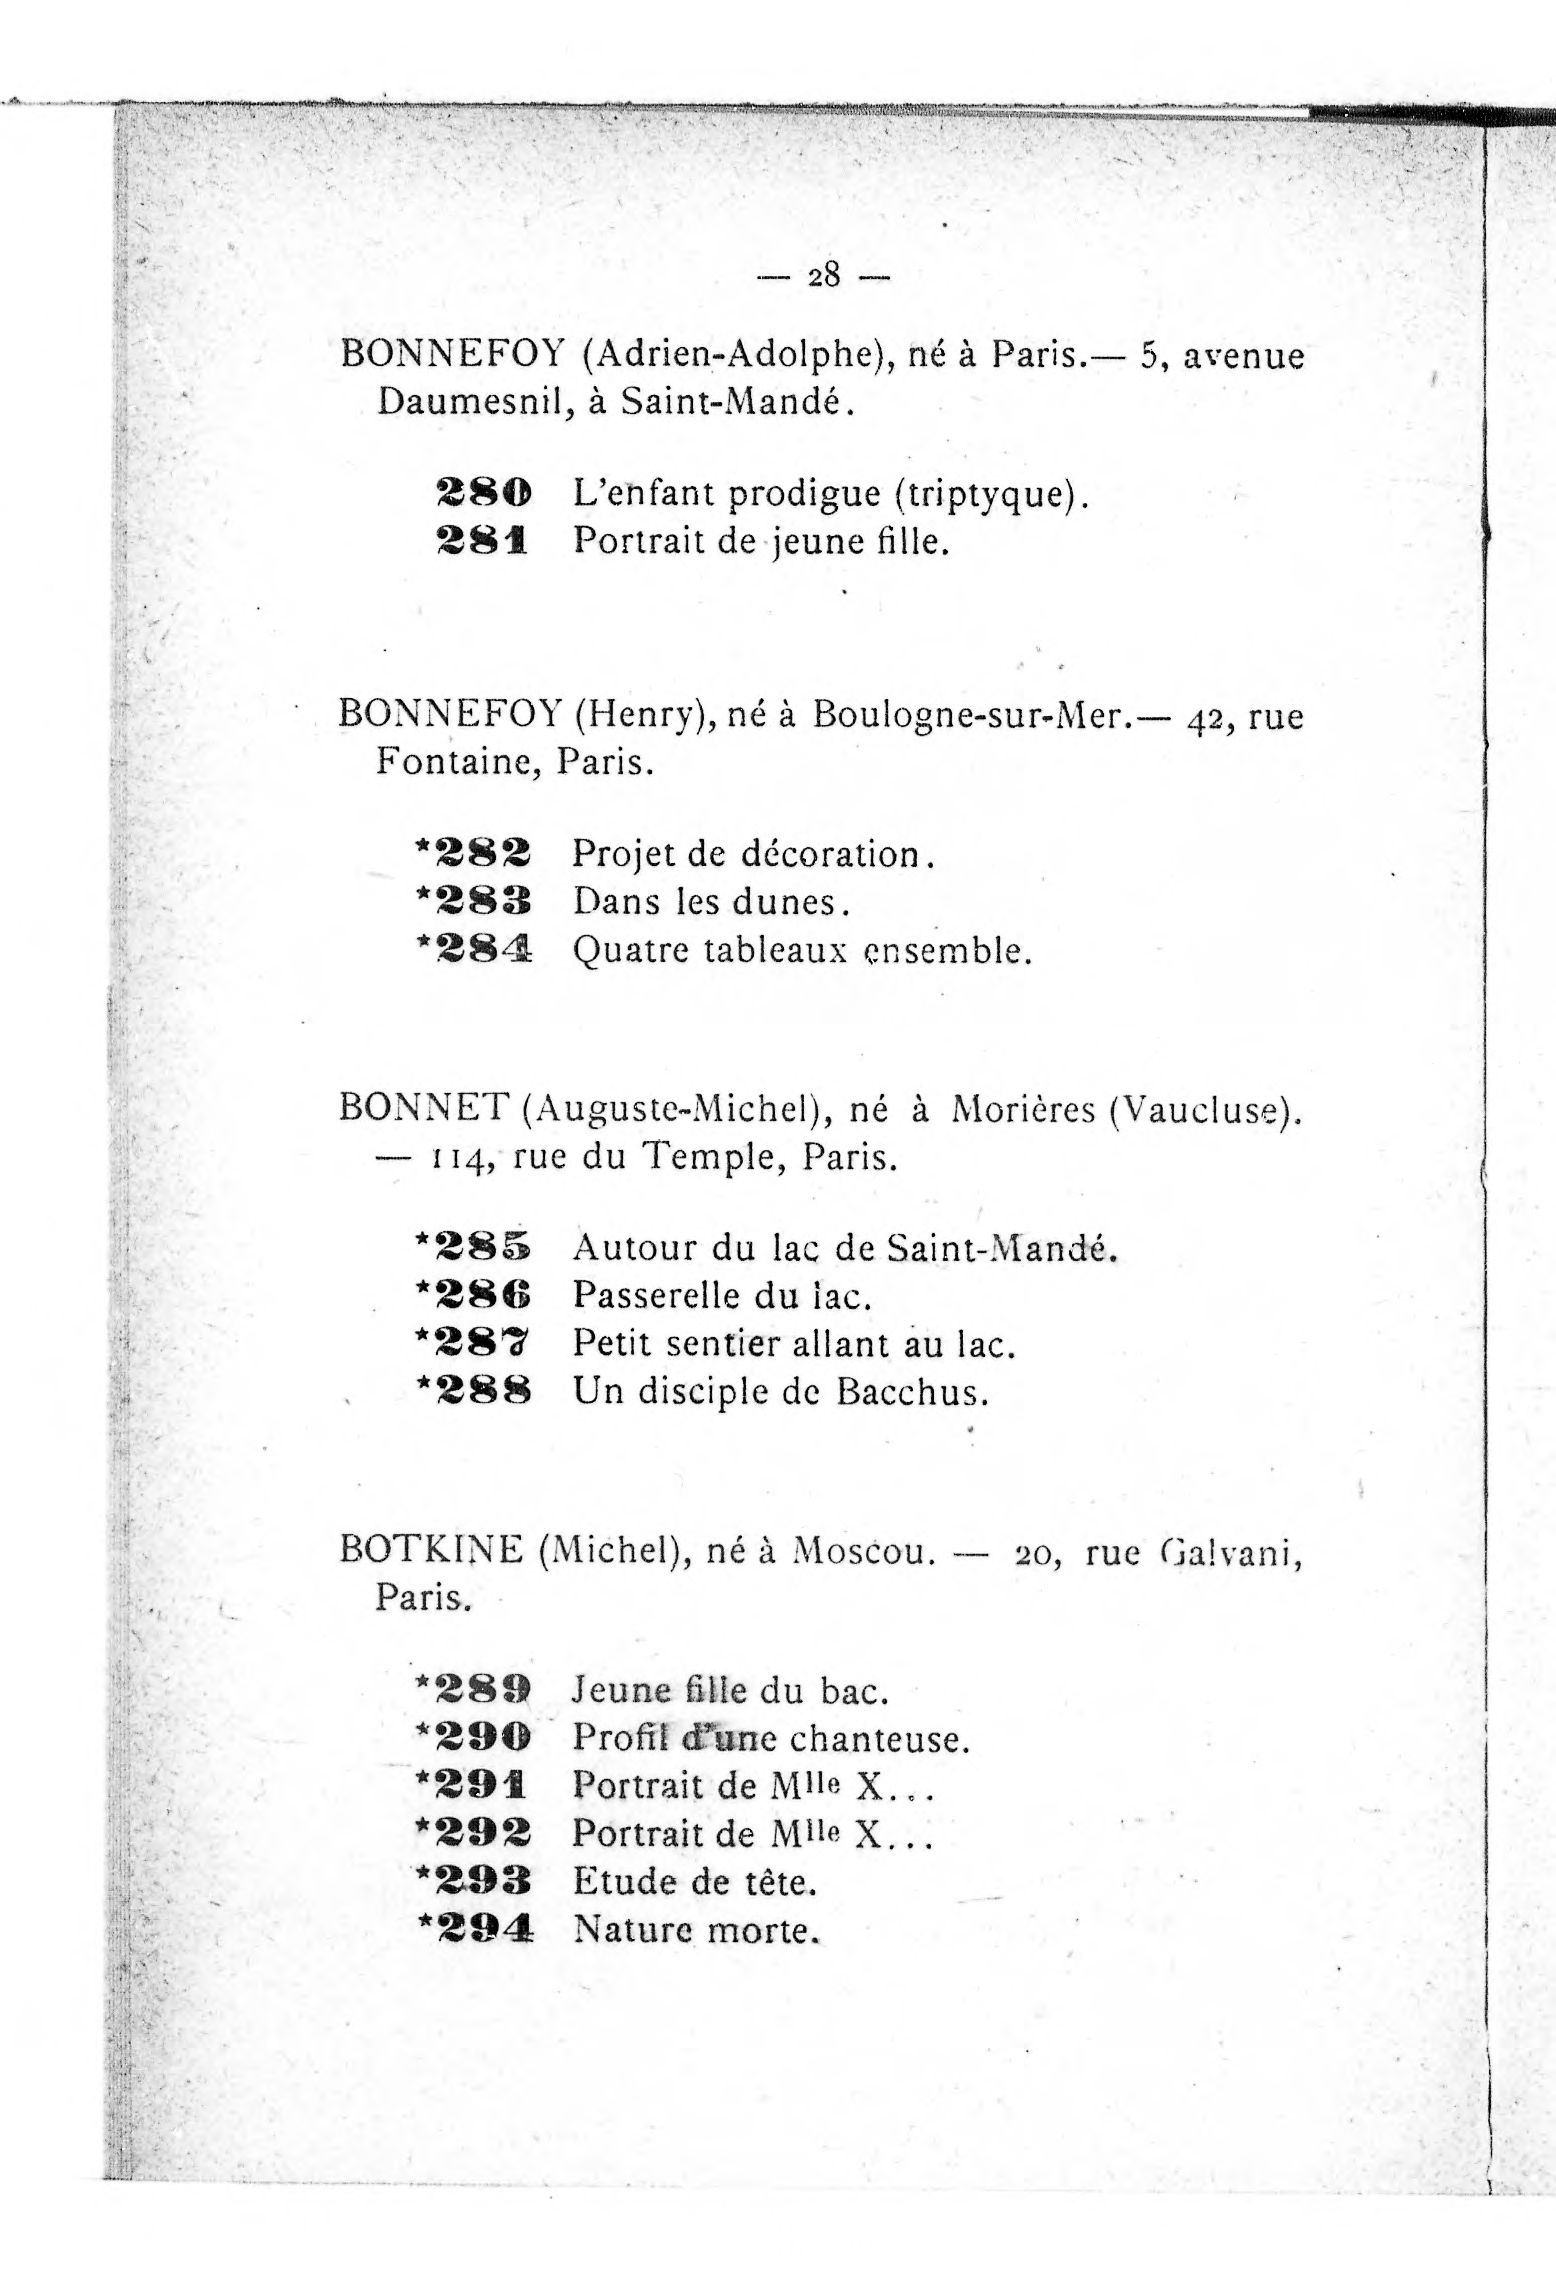 — 28 —
BONNEFOY (Adrien-Adolphe), né à Paris.— 5, avenue
Daumesnil, à Saint-Mandé.
280 L'enfant prodigue (triptyque).
281 Portrait de jeune fille.
BONNEFOY (Henry), né à Boulogne-sur-Mer.— 42, rue
Fontaine, Paris.
*282 Projet de décoration.
*283 Dans les dunes.
*284 Quatre tableaux ensemble.
BONNET (Auguste-Michel), né à Morières (Vaucluse).
— 114, rue du Temple, Paris.
*285 Autour du lac de Saint-Mandé.
*286 Passerelle du lac.
*287 Petit sentier allant au lac.
*288 Un disciple de Bacchus.
BOTKINE (Michel), né à Moscou. — 20, rue Galvani,
Paris.
*289 Jeune fille du bac.
*290 Profil d'une chanteuse.
*291 Portrait de Mlle X...
*292 Portrait de Mlle X...
*293 Etude de tête.
*294 Nature morte.